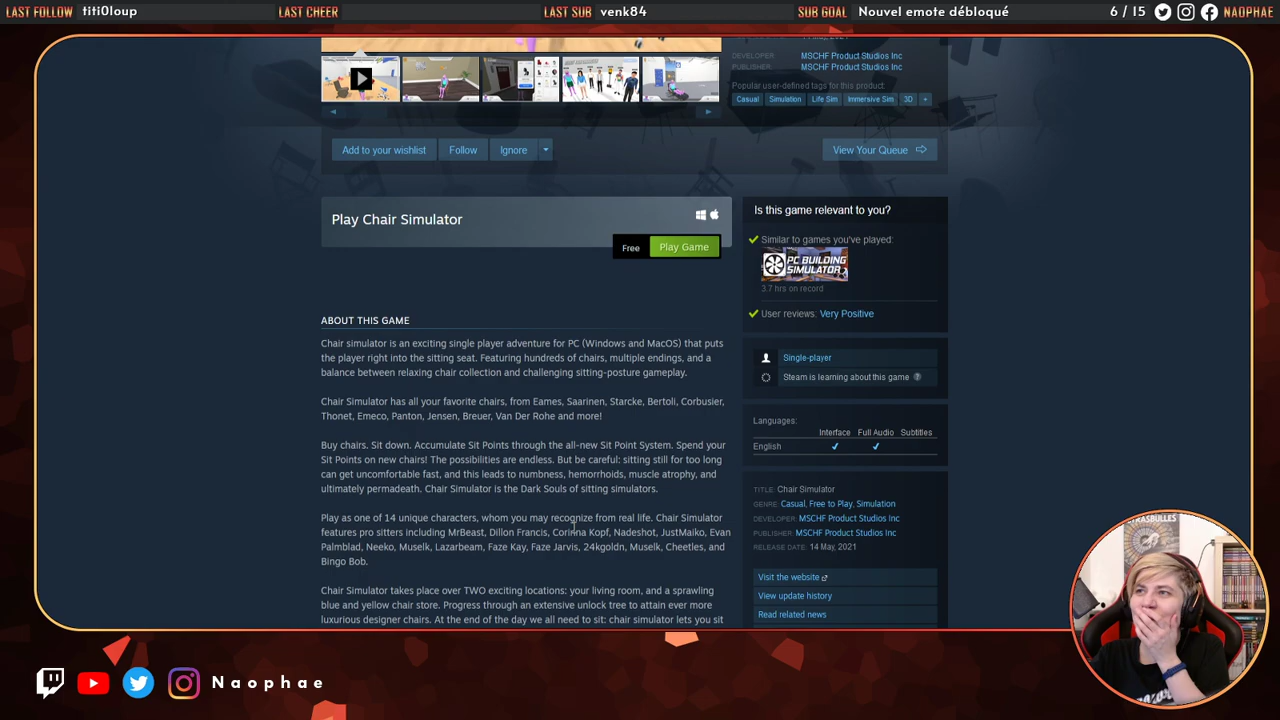 LAST FOLLOW titi0loup LAST CHEER LAST SUB venk84 SUB GOAL Nouvel emote débloqué 6 / 15 NAOPHAE
DEVELOPER: MSCHF Product Studios Inc
PUBLISHER: MSCHF Product Studios Inc
Popular user-defined tags for this product:
Casual Simulation Life Sim Immersive Sim 3D +
Add to your wishlist Follow Ignore View Your Queue
Play Chair Simulator
Free Play Game
ABOUT THIS GAME
Chair simulator is an exciting single player adventure for PC (Windows and MacOS) that puts
the player right into the sitting seat. Featuring hundreds of chairs, multiple endings, and a
balance between relaxing chair collection and challenging sitting-posture gameplay.
Chair Simulator has all your favorite chairs, from Eames, Saarinen, Starcke, Bertoli, Corbusier,
Thonet, Emeco, Panton, Jensen, Breuer, Van Der Rohe and more!
Buy chairs. Sit down. Accumulate Sit Points through the all-new Sit Point System. Spend your
Sit Points on new chairs! The possibilities are endless. But be careful: sitting still for too long
can get uncomfortable fast, and this leads to numbness, hemorrhoids, muscle atrophy, and
ultimately permadeath. Chair Simulator is the Dark Souls of sitting simulators.
Play as one of 14 unique characters, whom you may recognize from real life. Chair Simulator
features pro sitters including MrBeast, Dillon Francis, Corinna Kopf, Nadeshot, JustMaiko, Evan
Palmblad, Neeko, Muselk, Lazarbeam, Faze Kay, Faze Jarvis, 24kgoldn, Muselk, Cheetles, and
Bingo Bob.
Chair Simulator takes place over TWO exciting locations: your living room, and a sprawling
blue and yellow chair store. Progress through an extensive unlock tree to attain ever more
luxurious designer chairs. At the end of the day we all need to sit: chair simulator lets you sit
Is this game relevant to you?
Similar to games you've played:
PC BUILDING
SIMULATOR
3.7 hrs on record
User reviews: Very Positive
Single-player
Steam is learning about this game ?
Languages:
Interface Full Audio Subtitles
English ✔ ✔
TITLE: Chair Simulator
GENRE: Casual, Free to Play, Simulation
DEVELOPER: MSCHF Product Studios Inc
PUBLISHER: MSCHF Product Studios Inc
RELEASE DATE: 14 May, 2021
Visit the website
View update history
Read related news
Naophae